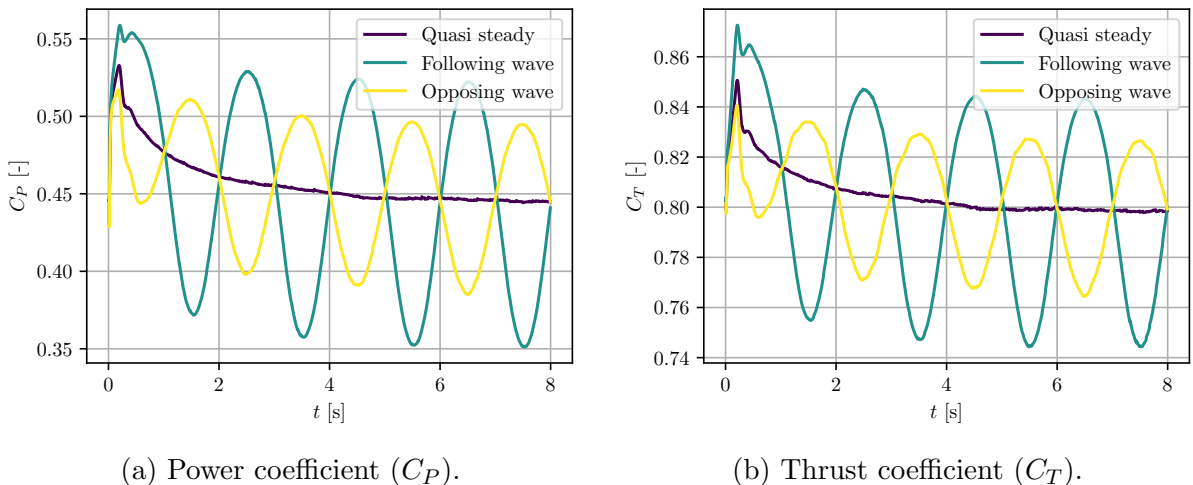 0.55
0.50
0.45
0.40
0.35
C_P [-]
0 2 4 6 8
t [s]
Quasi steady
Following wave
Opposing wave
(a) Power coefficient (C_P).
0.86
0.84
0.82
0.80
0.78
0.76
0.74
C_T [-]
0 2 4 6 8
t [s]
Quasi steady
Following wave
Opposing wave
(b) Thrust coefficient (C_T).